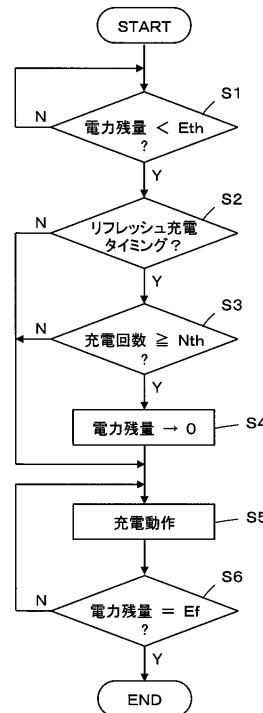 START
S1
電力残量 < Eth
?
N
Y
S2
リフレッシュ充電
タイミング?
N
Y
S3
充電回数 ≧ Nth
?
N
Y
電力残量 → 0
S4
充電動作
S5
S6
電力残量 = Ef
?
N
Y
END